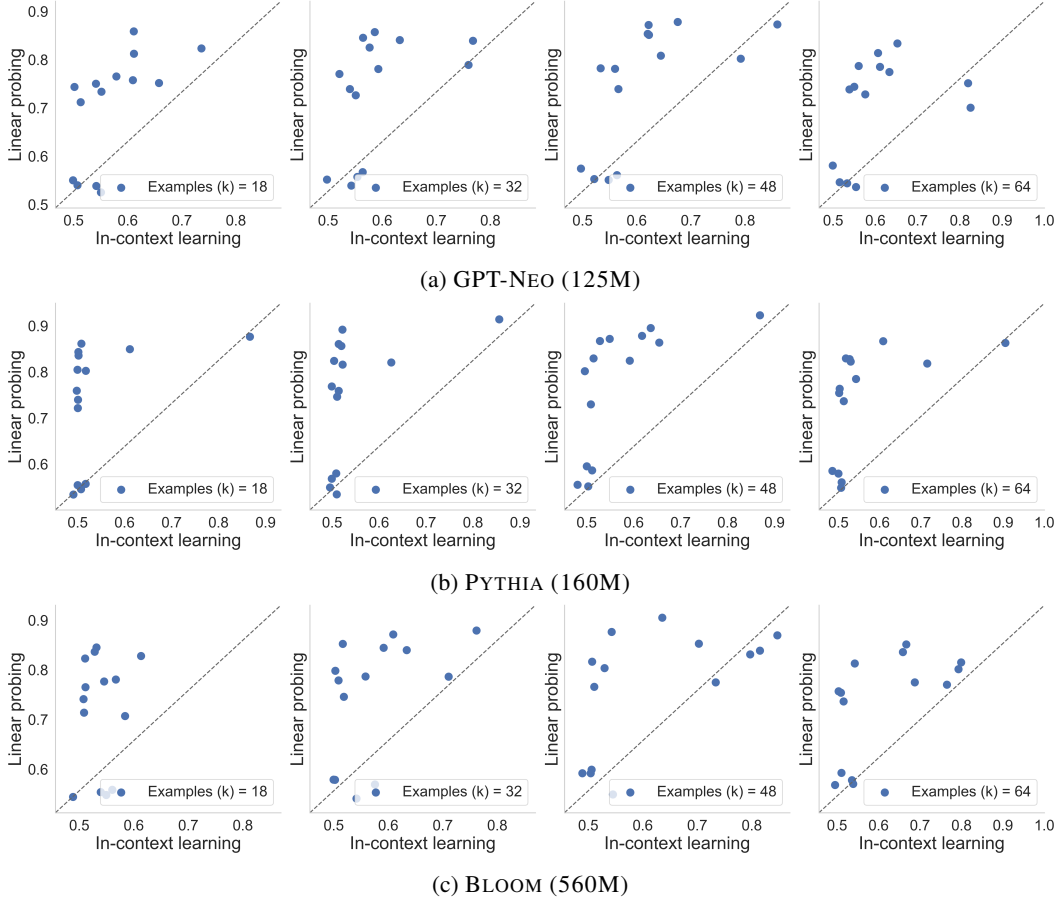 0.9
0.8
0.7
0.6
0.5
Linear probing
Linear probing
Linear probing
Linear probing
Examples (k) = 18
Examples (k) = 32
Examples (k) = 48
Examples (k) = 64
0.5 0.6 0.7 0.8
0.5 0.6 0.7 0.8
0.5 0.6 0.7 0.8
0.5 0.6 0.7 0.8 0.9 1.0
In-context learning
In-context learning
In-context learning
In-context learning
(a) GPT-NEO (125M)
0.9
0.8
0.7
0.6
Linear probing
Linear probing
Linear probing
Linear probing
Examples (k) = 18
Examples (k) = 32
Examples (k) = 48
Examples (k) = 64
0.5 0.6 0.7 0.8 0.9
0.5 0.6 0.7 0.8 0.9
0.5 0.6 0.7 0.8 0.9
0.5 0.6 0.7 0.8 0.9 1.0
In-context learning
In-context learning
In-context learning
In-context learning
(b) PYTHIA (160M)
0.9
0.8
0.7
0.6
Linear probing
Linear probing
Linear probing
Linear probing
Examples (k) = 18
Examples (k) = 32
Examples (k) = 48
Examples (k) = 64
0.5 0.6 0.7 0.8
0.5 0.6 0.7 0.8
0.5 0.6 0.7 0.8
0.5 0.6 0.7 0.8 0.9 1.0
In-context learning
In-context learning
In-context learning
In-context learning
(c) BLOOM (560M)